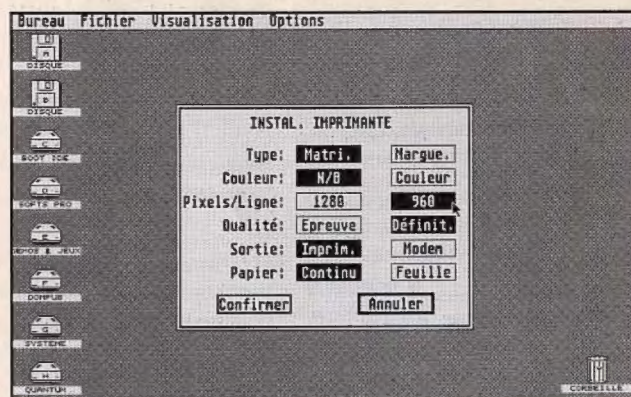 Bureau Fichier Visualisation Options
A
DISQUE
DISQUE
C
BOOT IDE
D
SOFTS PRO
E
DEMOS & JEUX
F
DOMPUB
G
SYSTEME
H
QUANTUM
CORBEILLE
INSTAL. IMPRIMANTE
Type: Matri. Margue.
Couleur: N/B Couleur
Pixels/Ligne: 1280 960
Qualité: Epreuve Définit.
Sortie: Imprim. Modem
Papier: Continu Feuille
Confirmer Annuler